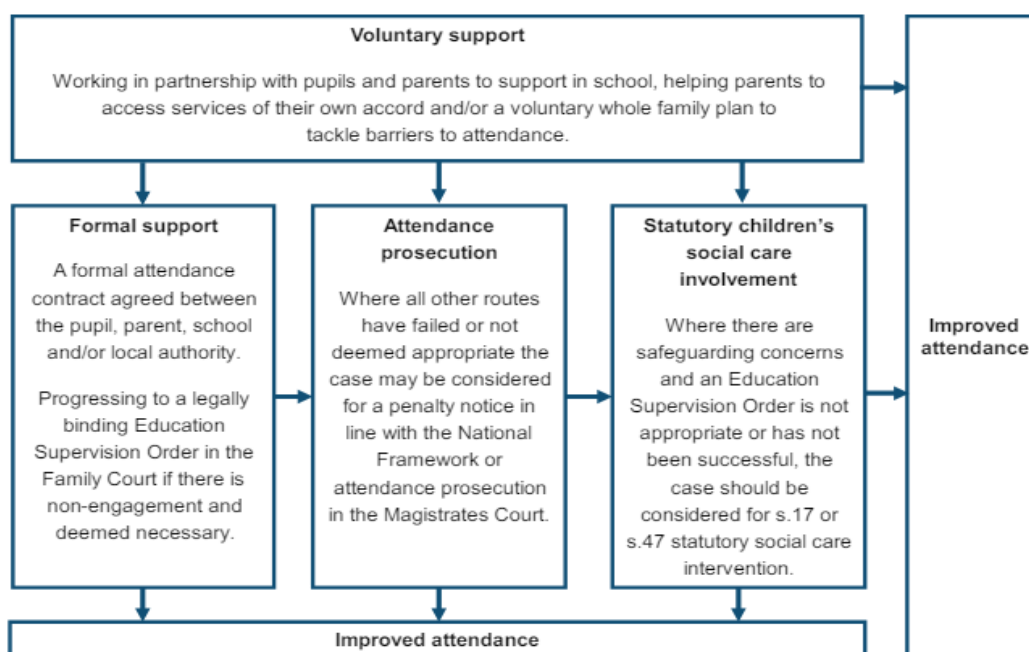 Voluntary support
Working in partnership with pupils and parents to support in school, helping parents to
access services of their own accord and/or a voluntary whole family plan to
tackle barriers to attendance.
Formal support
A formal attendance
contract agreed between
the pupil, parent, school
and/or local authority.
Progressing to a legally
binding Education
Supervision Order in the
Family Court if there is
non-engagement and
deemed necessary.
Attendance
prosecution
Where all other routes
have failed or not
deemed appropriate the
case may be considered
for a penalty notice in
line with the National
Framework or
attendance prosecution
in the Magistrates Court.
Statutory children's
social care
involvement
Where there are
safeguarding concerns
and an Education
Supervision Order is not
appropriate or has not
been successful, the
case should be
considered for s.17 or
s.47 statutory social care
intervention.
Improved
attendance
Improved attendance